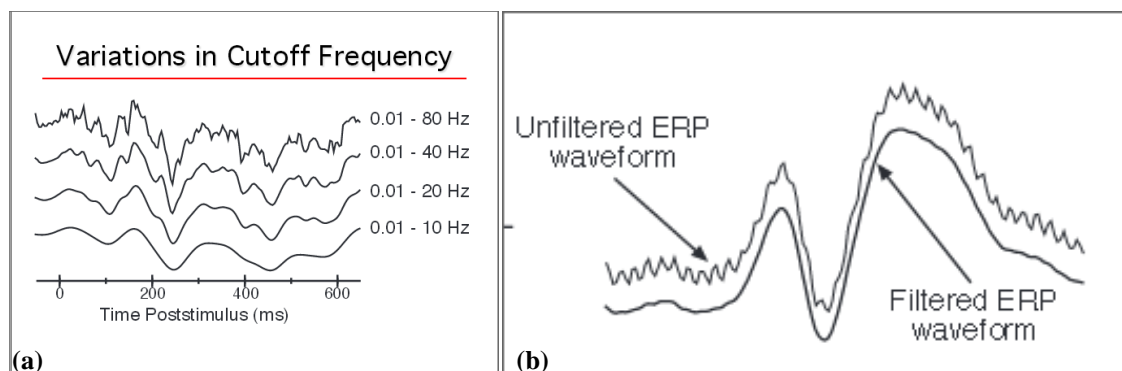 Variations in Cutoff Frequency
0.01 - 80 Hz
0.01 - 40 Hz
0.01 - 20 Hz
0.01 - 10 Hz
0 200 400 600
Time Poststimulus (ms)
(a)
Unfiltered ERP
waveform
Filtered ERP
waveform
(b)